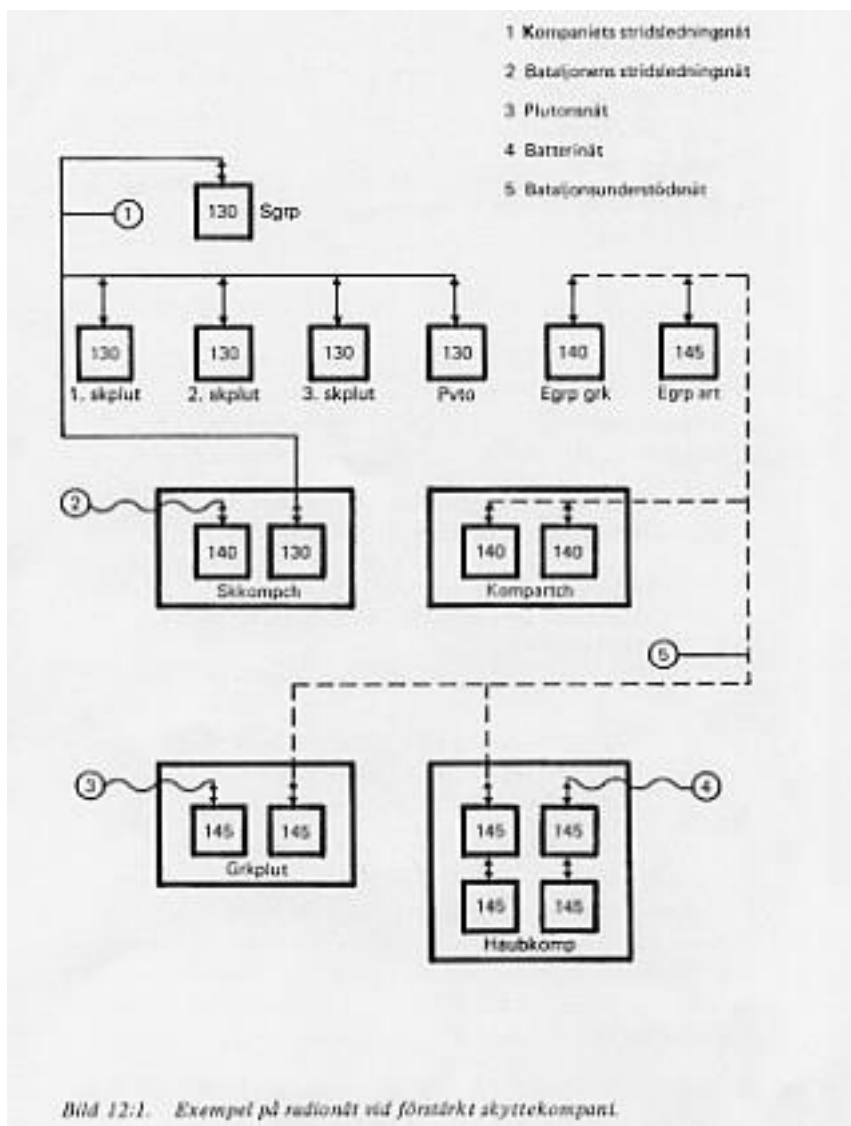 1 Kompaniets stridsledningsnät
2 Bataljonens stridsledningsnät
3 Plutonsnät
4 Batterinät
5 Bataljonsunderstödsnät
130 Sgrp
1
130 130 130 130 140 145
1. skplut 2. skplut 3. skplut Pvto Egrp grk Egrp art
2
140 130 140 140
Skkompch Kompartch
5
3 4
145 145 145 145
Grkplut
145 145
Haubkomp
Bild 12:1. Exempel på radionät vid förstärkt skyttekompani.